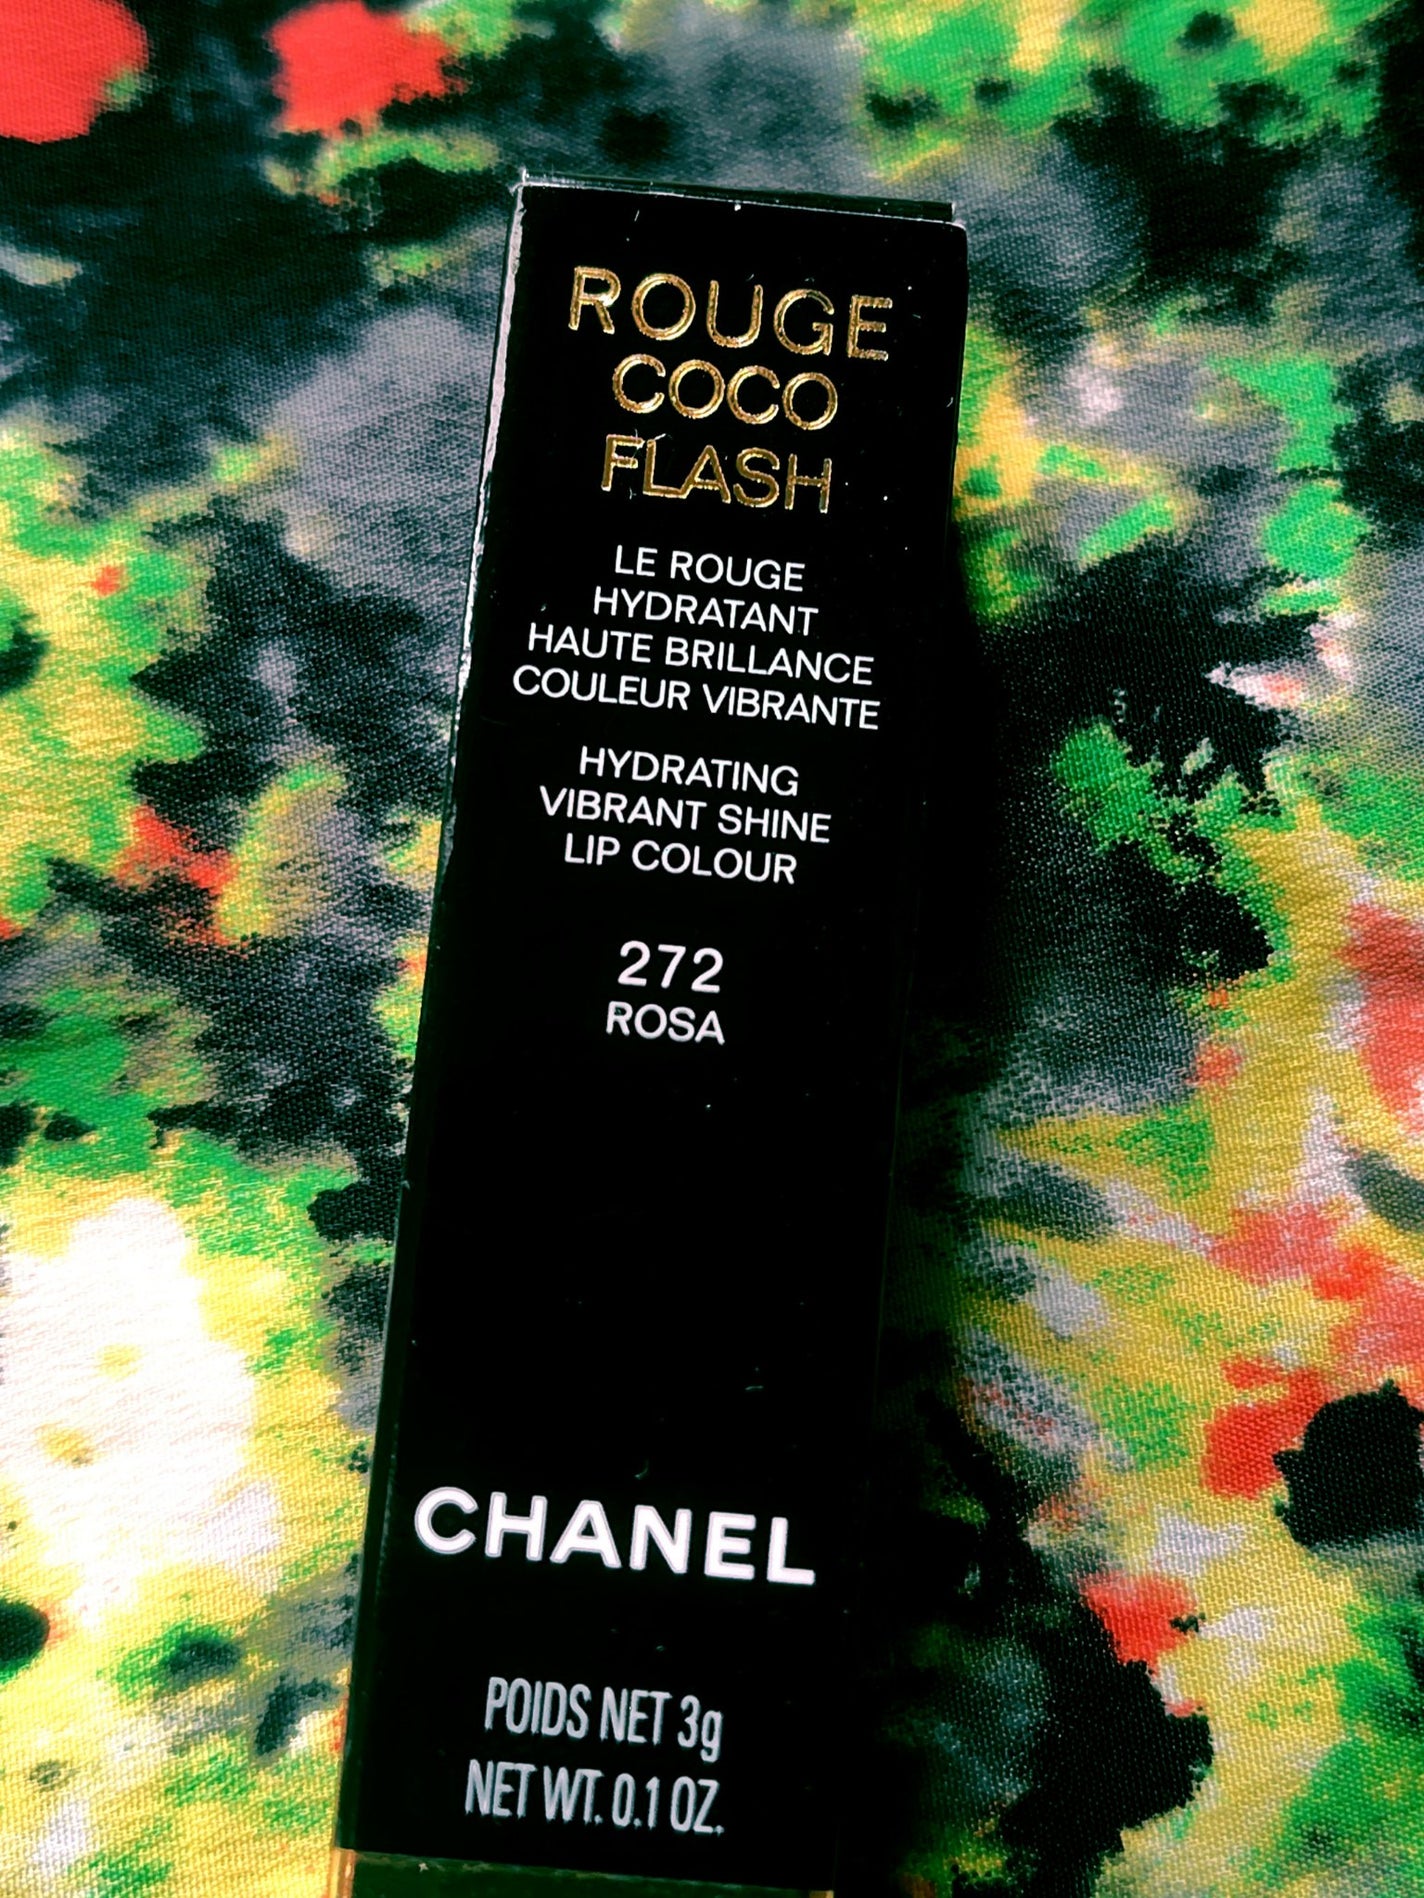 ROUGE
COCO
FLASH
LE ROUGE
HYDRATANT
HAUTE BRILLANCE
COULEUR VIBRANTE
HYDRATING
VIBRANT SHINE
LIP COLOUR
272
ROSA
CHANEL
POIDS NET 3g
NET WT. 0.1 OZ.